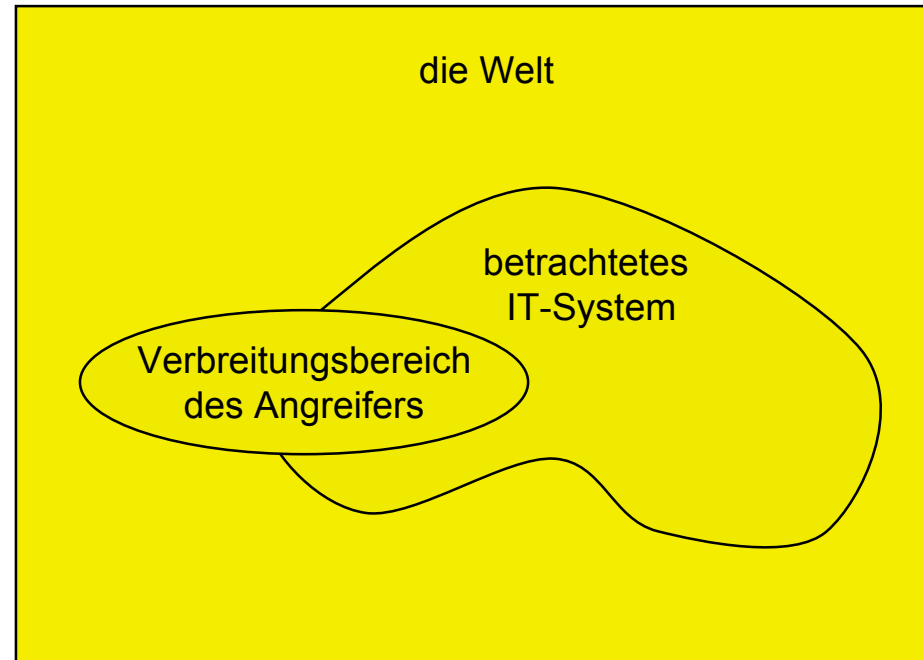 die Welt
betrachtetes
IT-System
Verbreitungsbereich
des Angreifers